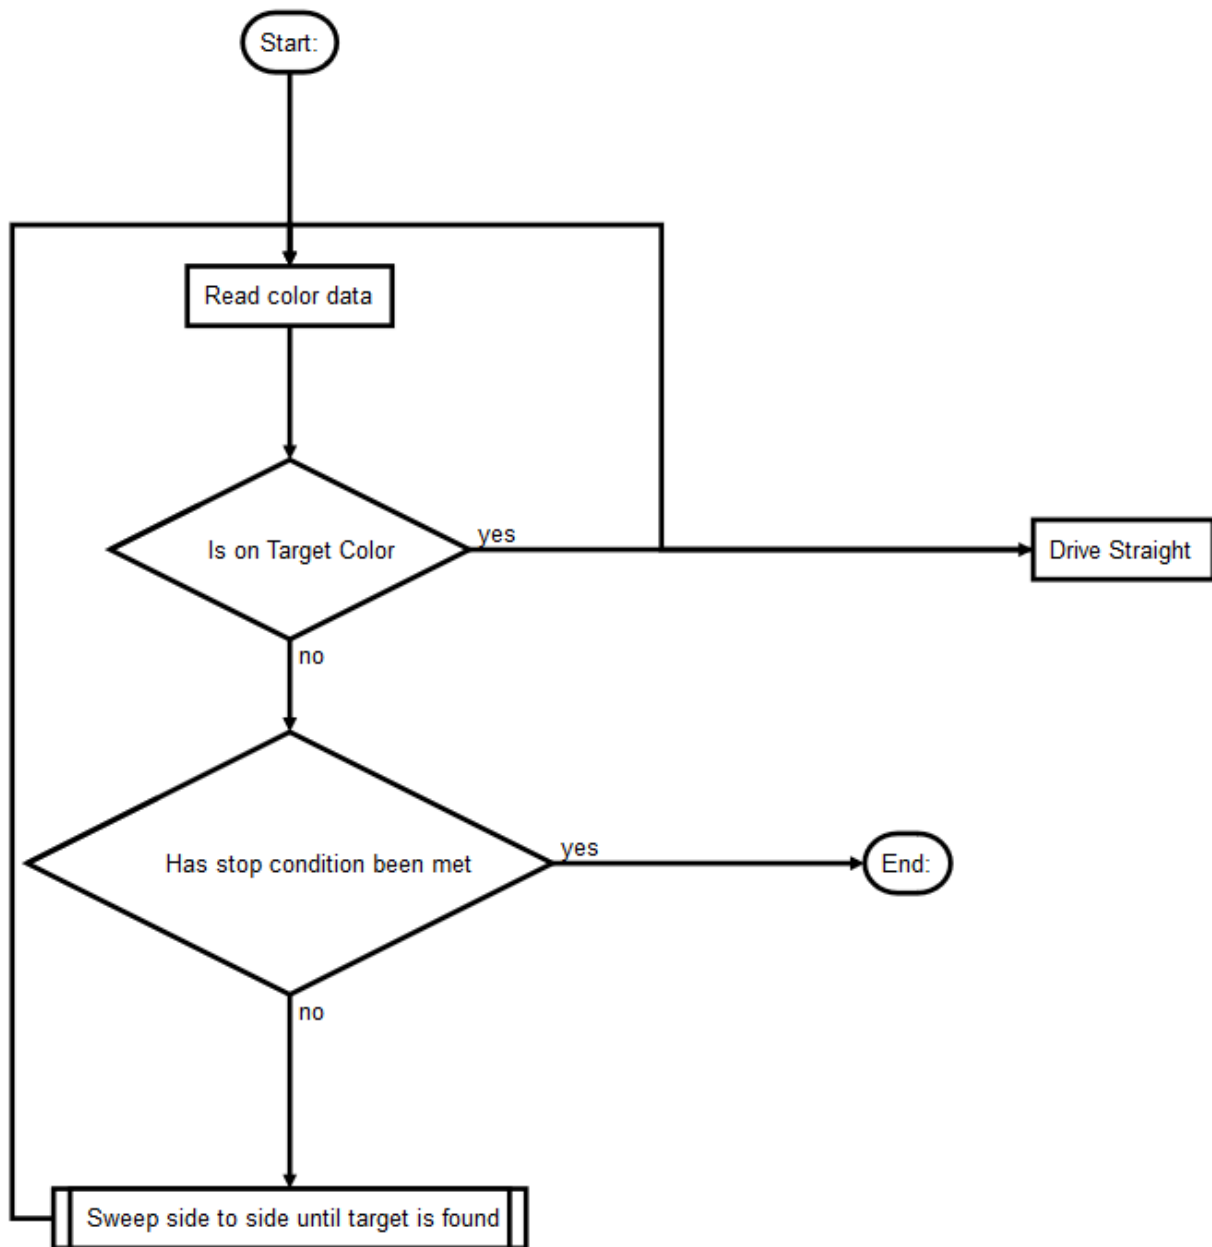 Start:
Read color data
Is on Target Color
yes
Drive Straight
no
Has stop condition been met
yes
End:
no
Sweep side to side until target is found